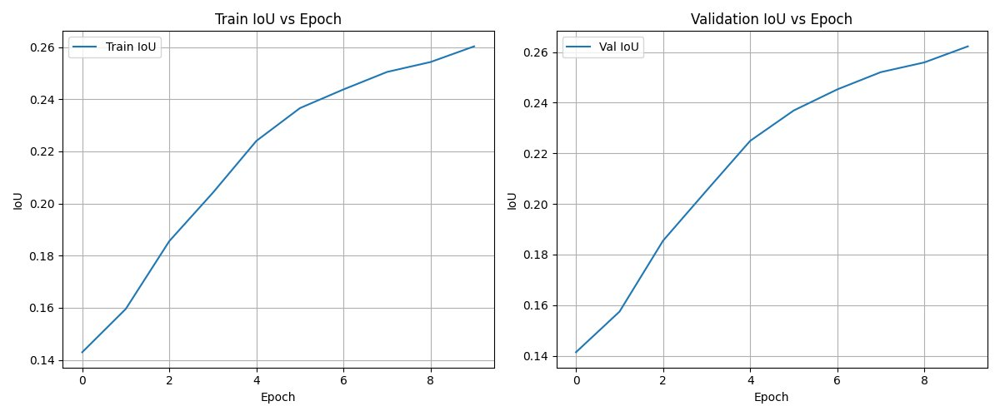 Train IoU vs Epoch
Train IoU
IoU
0.26
0.24
0.22
0.20
0.18
0.16
0.14
0 2 4 6 8
Epoch
Validation IoU vs Epoch
Val IoU
IoU
0.26
0.24
0.22
0.20
0.18
0.16
0.14
0 2 4 6 8
Epoch